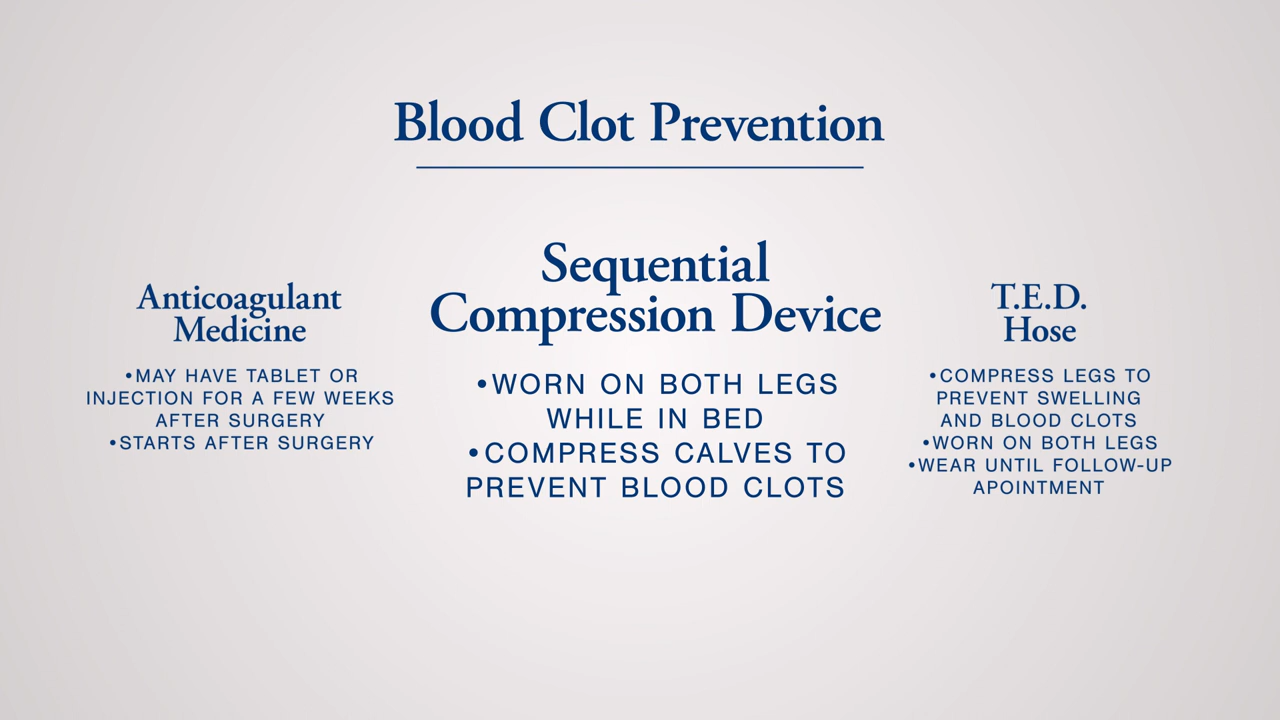 Blood Clot Prevention
Anticoagulant
Medicine
•MAY HAVE TABLET OR
INJECTION FOR A FEW WEEKS
AFTER SURGERY
•STARTS AFTER SURGERY
Sequential
Compression Device
•WORN ON BOTH LEGS
WHILE IN BED
•COMPRESS CALVES TO
PREVENT BLOOD CLOTS
T.E.D.
Hose
•COMPRESS LEGS TO
PREVENT SWELLING
AND BLOOD CLOTS
•WORN ON BOTH LEGS
•WEAR UNTIL FOLLOW-UP
APOINTMENT